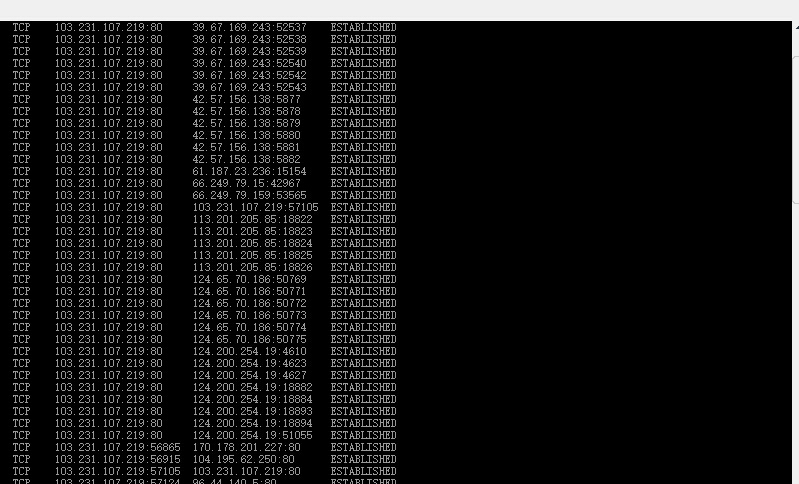 TCP 103.231.107.219:80 39.67.169.243:52537 ESTABLISHED
TCP 103.231.107.219:80 39.67.169.243:52538 ESTABLISHED
TCP 103.231.107.219:80 39.67.169.243:52539 ESTABLISHED
TCP 103.231.107.219:80 39.67.169.243:52540 ESTABLISHED
TCP 103.231.107.219:80 39.67.169.243:52542 ESTABLISHED
TCP 103.231.107.219:80 39.67.169.243:52543 ESTABLISHED
TCP 103.231.107.219:80 42.57.156.138:5877 ESTABLISHED
TCP 103.231.107.219:80 42.57.156.138:5878 ESTABLISHED
TCP 103.231.107.219:80 42.57.156.138:5879 ESTABLISHED
TCP 103.231.107.219:80 42.57.156.138:5880 ESTABLISHED
TCP 103.231.107.219:80 42.57.156.138:5881 ESTABLISHED
TCP 103.231.107.219:80 42.57.156.138:5882 ESTABLISHED
TCP 103.231.107.219:80 61.187.23.236:15154 ESTABLISHED
TCP 103.231.107.219:80 66.249.79.15:42967 ESTABLISHED
TCP 103.231.107.219:80 66.249.79.159:53565 ESTABLISHED
TCP 103.231.107.219:80 103.231.107.219:57105 ESTABLISHED
TCP 103.231.107.219:80 113.201.205.85:18822 ESTABLISHED
TCP 103.231.107.219:80 113.201.205.85:18823 ESTABLISHED
TCP 103.231.107.219:80 113.201.205.85:18824 ESTABLISHED
TCP 103.231.107.219:80 113.201.205.85:18825 ESTABLISHED
TCP 103.231.107.219:80 113.201.205.85:18826 ESTABLISHED
TCP 103.231.107.219:80 124.65.70.186:50769 ESTABLISHED
TCP 103.231.107.219:80 124.65.70.186:50771 ESTABLISHED
TCP 103.231.107.219:80 124.65.70.186:50772 ESTABLISHED
TCP 103.231.107.219:80 124.65.70.186:50773 ESTABLISHED
TCP 103.231.107.219:80 124.65.70.186:50774 ESTABLISHED
TCP 103.231.107.219:80 124.65.70.186:50775 ESTABLISHED
TCP 103.231.107.219:80 124.200.254.19:4610 ESTABLISHED
TCP 103.231.107.219:80 124.200.254.19:4623 ESTABLISHED
TCP 103.231.107.219:80 124.200.254.19:4627 ESTABLISHED
TCP 103.231.107.219:80 124.200.254.19:18882 ESTABLISHED
TCP 103.231.107.219:80 124.200.254.19:18884 ESTABLISHED
TCP 103.231.107.219:80 124.200.254.19:18893 ESTABLISHED
TCP 103.231.107.219:80 124.200.254.19:18894 ESTABLISHED
TCP 103.231.107.219:80 124.200.254.19:51055 ESTABLISHED
TCP 103.231.107.219:56865 170.178.201.227:80 ESTABLISHED
TCP 103.231.107.219:56915 104.195.62.250:80 ESTABLISHED
TCP 103.231.107.219:57105 103.231.107.219:80 ESTABLISHED
TCP 103.231.107.219:57124 96.44.140.5:80 ESTABLISHED